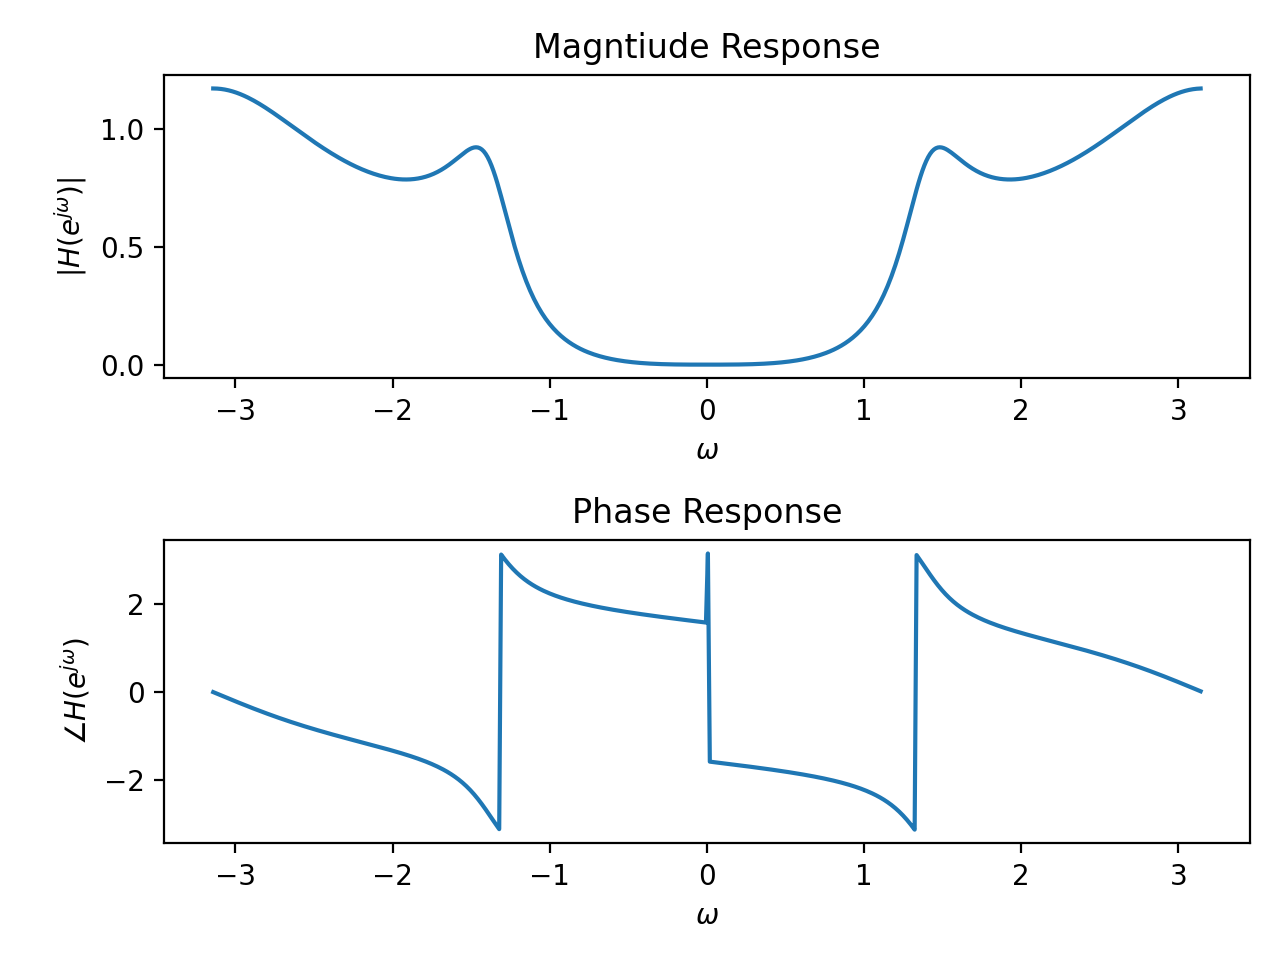 Magntiude Response
|H(e^{jω})|
1.0
0.5
0.0
−3 −2 −1 0 1 2 3
ω
Phase Response
∠H(e^{jω})
2
0
−2
−3 −2 −1 0 1 2 3
ω